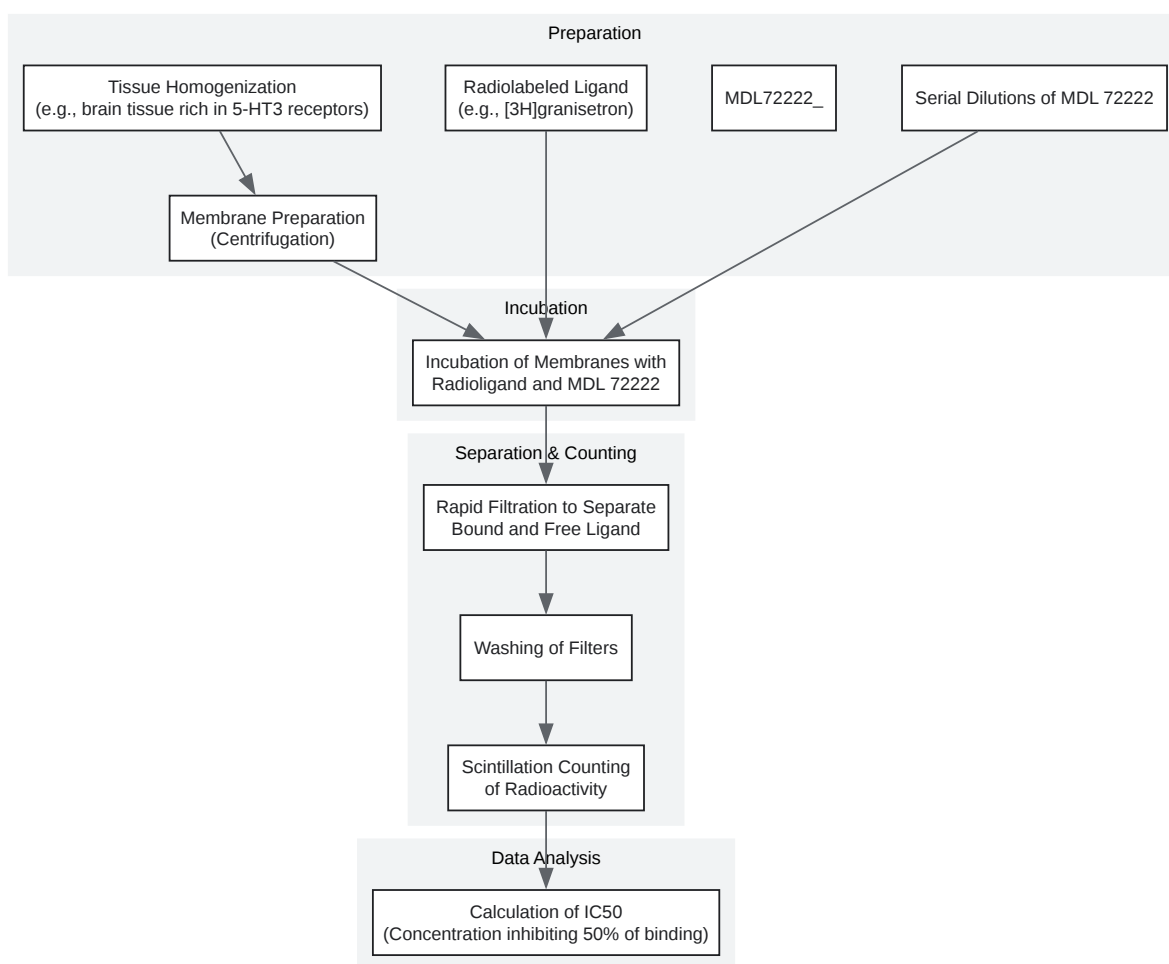 Preparation
Tissue Homogenization
(e.g., brain tissue rich in 5-HT3 receptors)
Radiolabeled Ligand
(e.g., [3H]granisetron)
MDL72222_
Serial Dilutions of MDL 72222
Membrane Preparation
(Centrifugation)
Incubation
Incubation of Membranes with
Radioligand and MDL 72222
Separation & Counting
Rapid Filtration to Separate
Bound and Free Ligand
Washing of Filters
Scintillation Counting
of Radioactivity
Data Analysis
Calculation of IC50
(Concentration inhibiting 50% of binding)